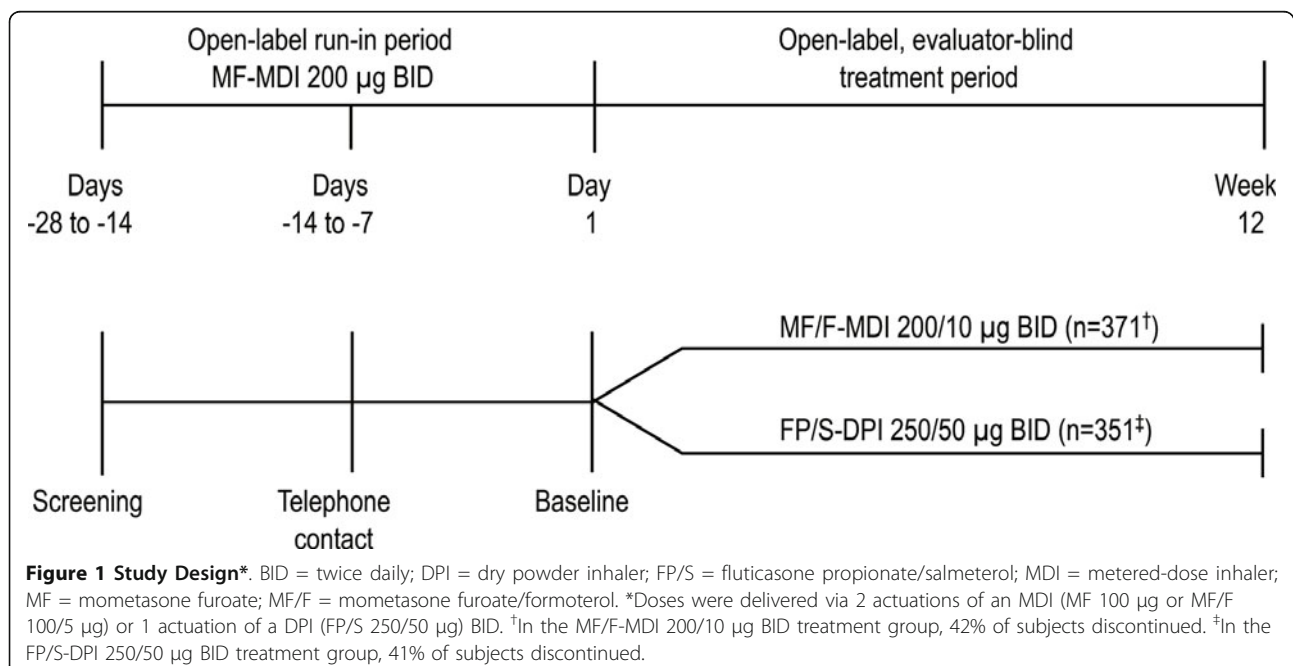 Open-label run-in period
MF-MDI 200 µg BID
Open-label, evaluator-blind
treatment period
Days
-28 to -14
Days
-14 to -7
Day
1
Week
12
MF/F-MDI 200/10 µg BID (n=371†)
FP/S-DPI 250/50 µg BID (n=351‡)
Screening
Telephone
contact
Baseline
Figure 1 Study Design*. BID = twice daily; DPI = dry powder inhaler; FP/S = fluticasone propionate/salmeterol; MDI = metered-dose inhaler;
MF = mometasone furoate; MF/F = mometasone furoate/formoterol. *Doses were delivered via 2 actuations of an MDI (MF 100 µg or MF/F
100/5 µg) or 1 actuation of a DPI (FP/S 250/50 µg) BID. †In the MF/F-MDI 200/10 µg BID treatment group, 42% of subjects discontinued. ‡In the
FP/S-DPI 250/50 µg BID treatment group, 41% of subjects discontinued.